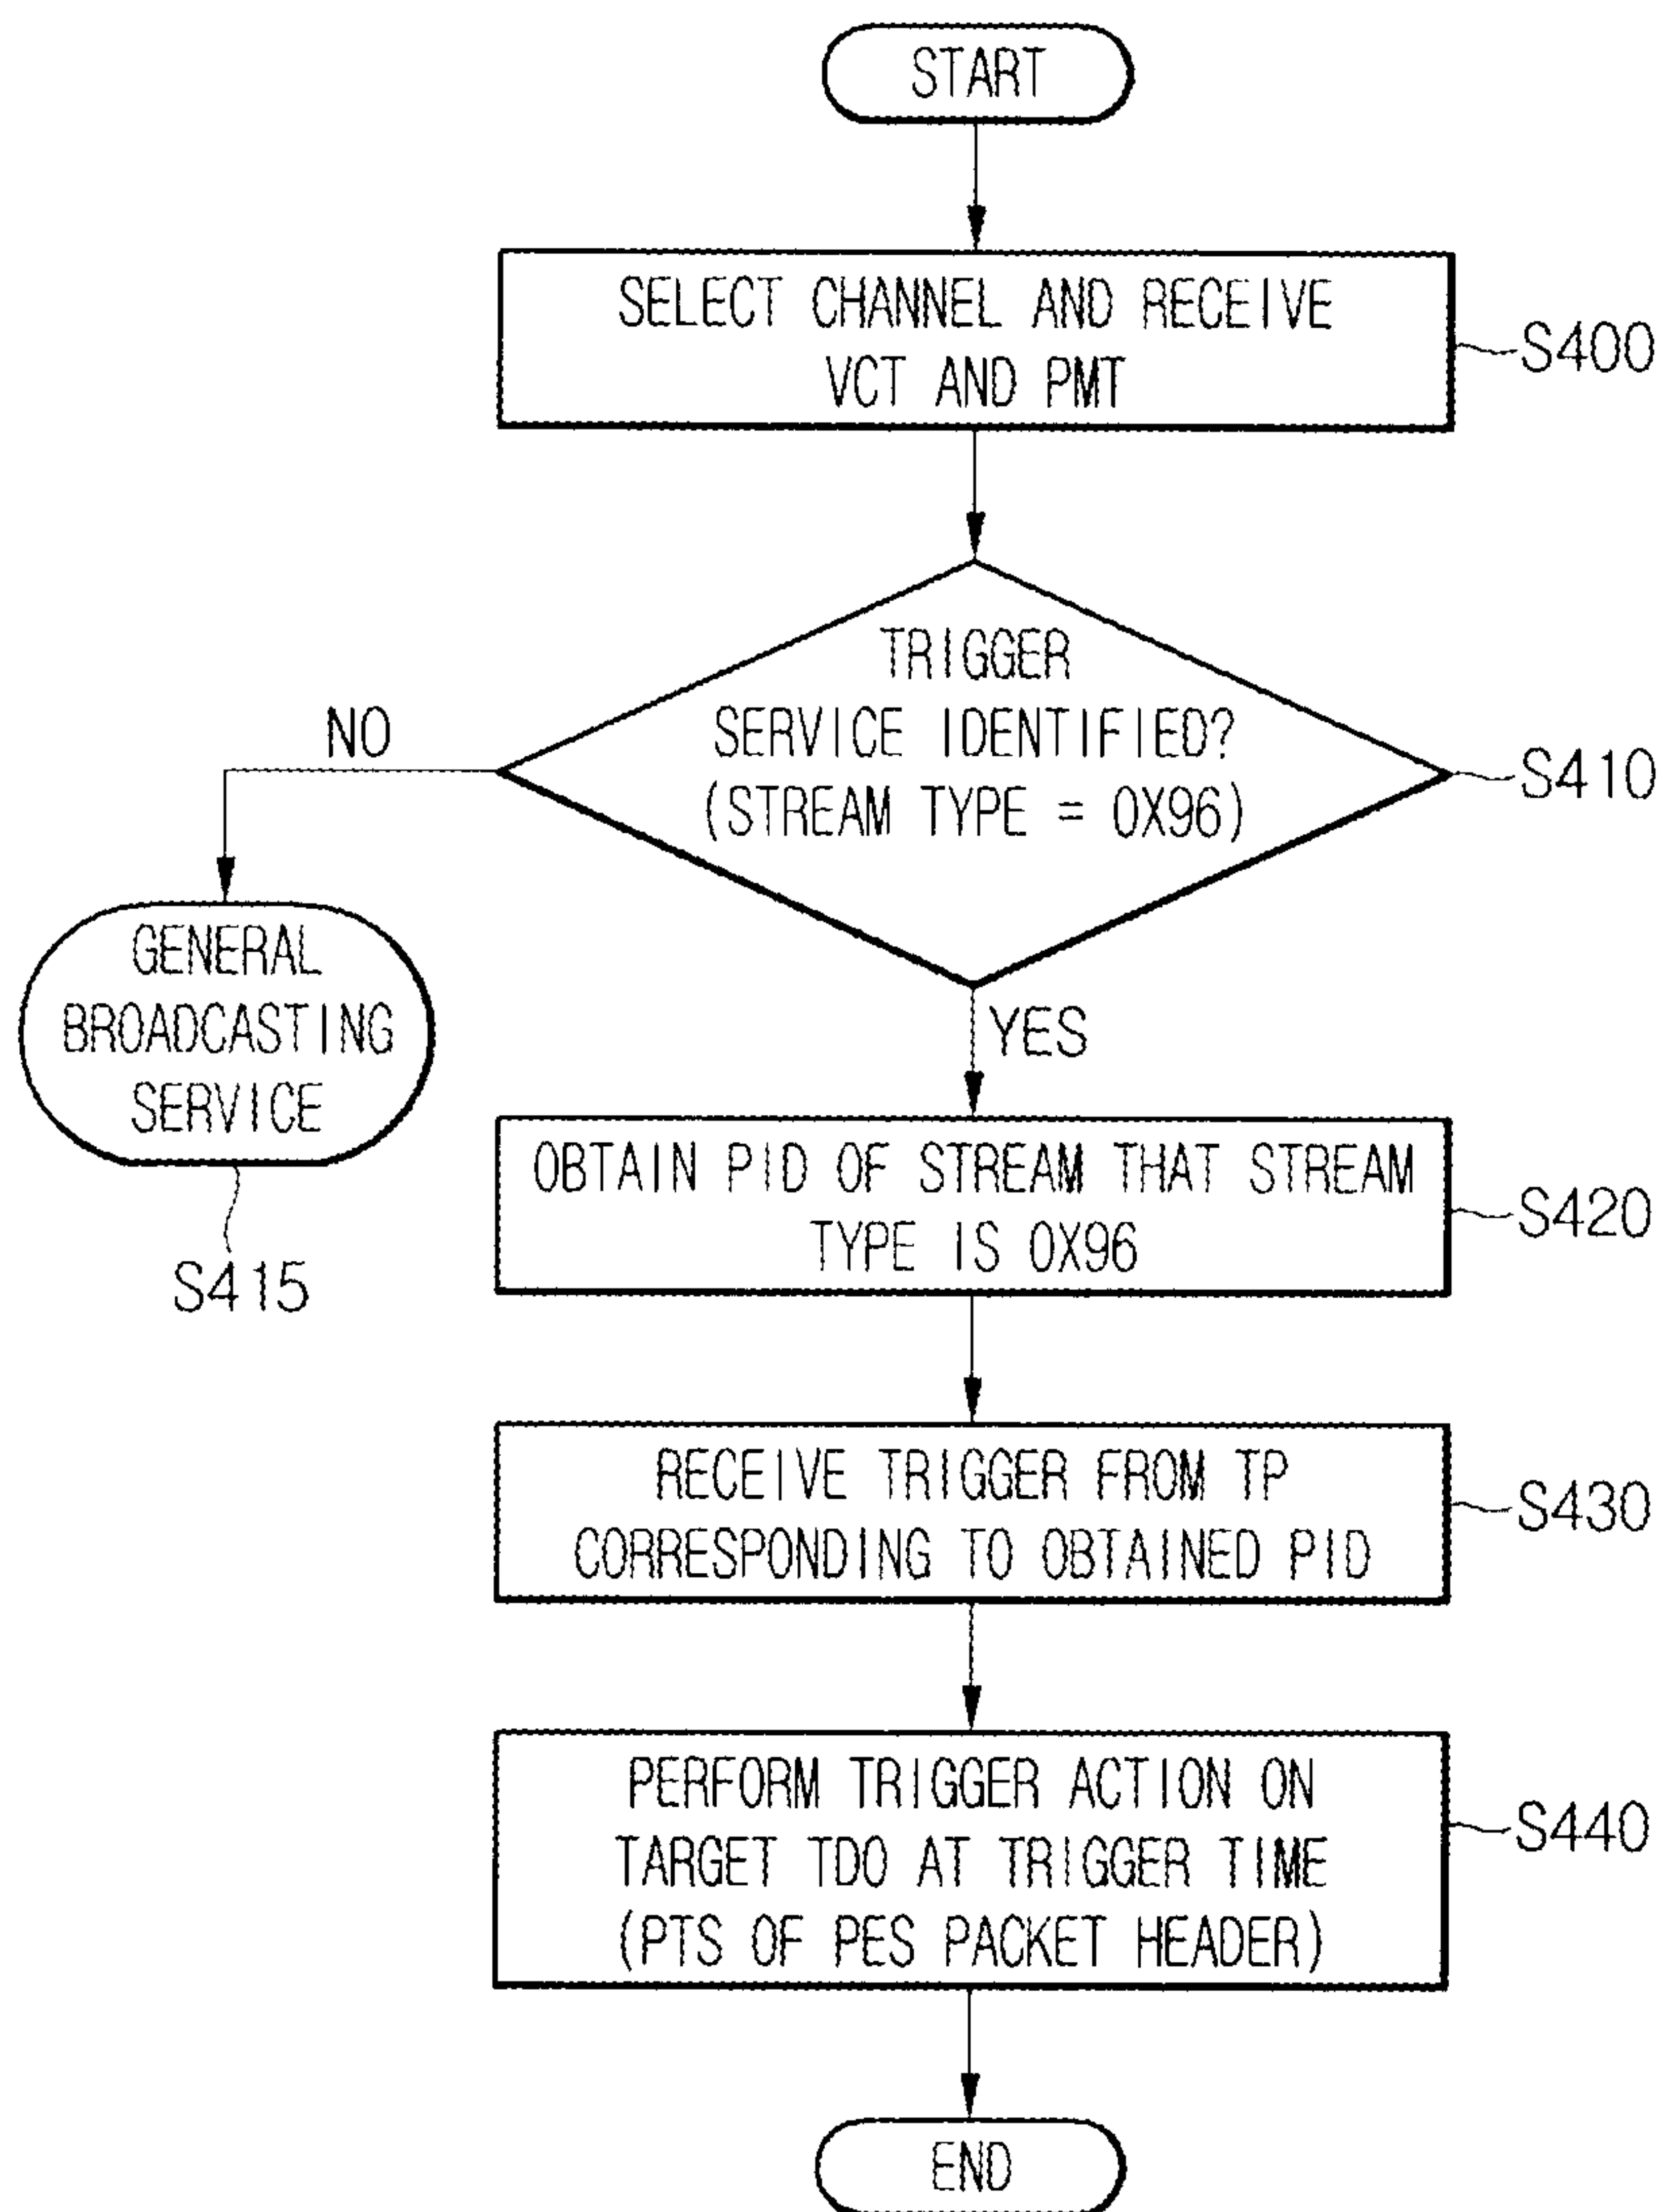 START
SELECT CHANNEL AND RECEIVE
VCT AND PMT
S400
TRIGGER
SERVICE IDENTIFIED?
(STREAM TYPE = 0X96)
S410
NO
GENERAL
BROADCASTING
SERVICE
S415
YES
OBTAIN PID OF STREAM THAT STREAM
TYPE IS 0X96
S420
RECEIVE TRIGGER FROM TP
CORRESPONDING TO OBTAINED PID
S430
PERFORM TRIGGER ACTION ON
TARGET TDO AT TRIGGER TIME
(PTS OF PES PACKET HEADER)
S440
END